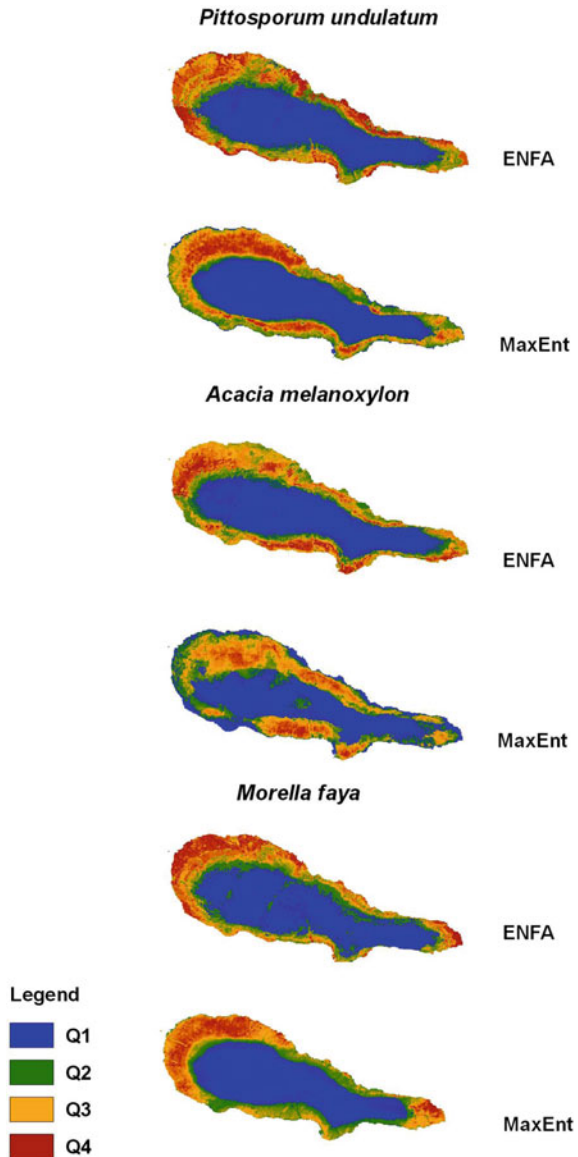 Pittosporum undulatum
ENFA
MaxEnt
Acacia melanoxylon
ENFA
MaxEnt
Morella faya
ENFA
Legend
Q1
Q2
Q3
Q4
MaxEnt